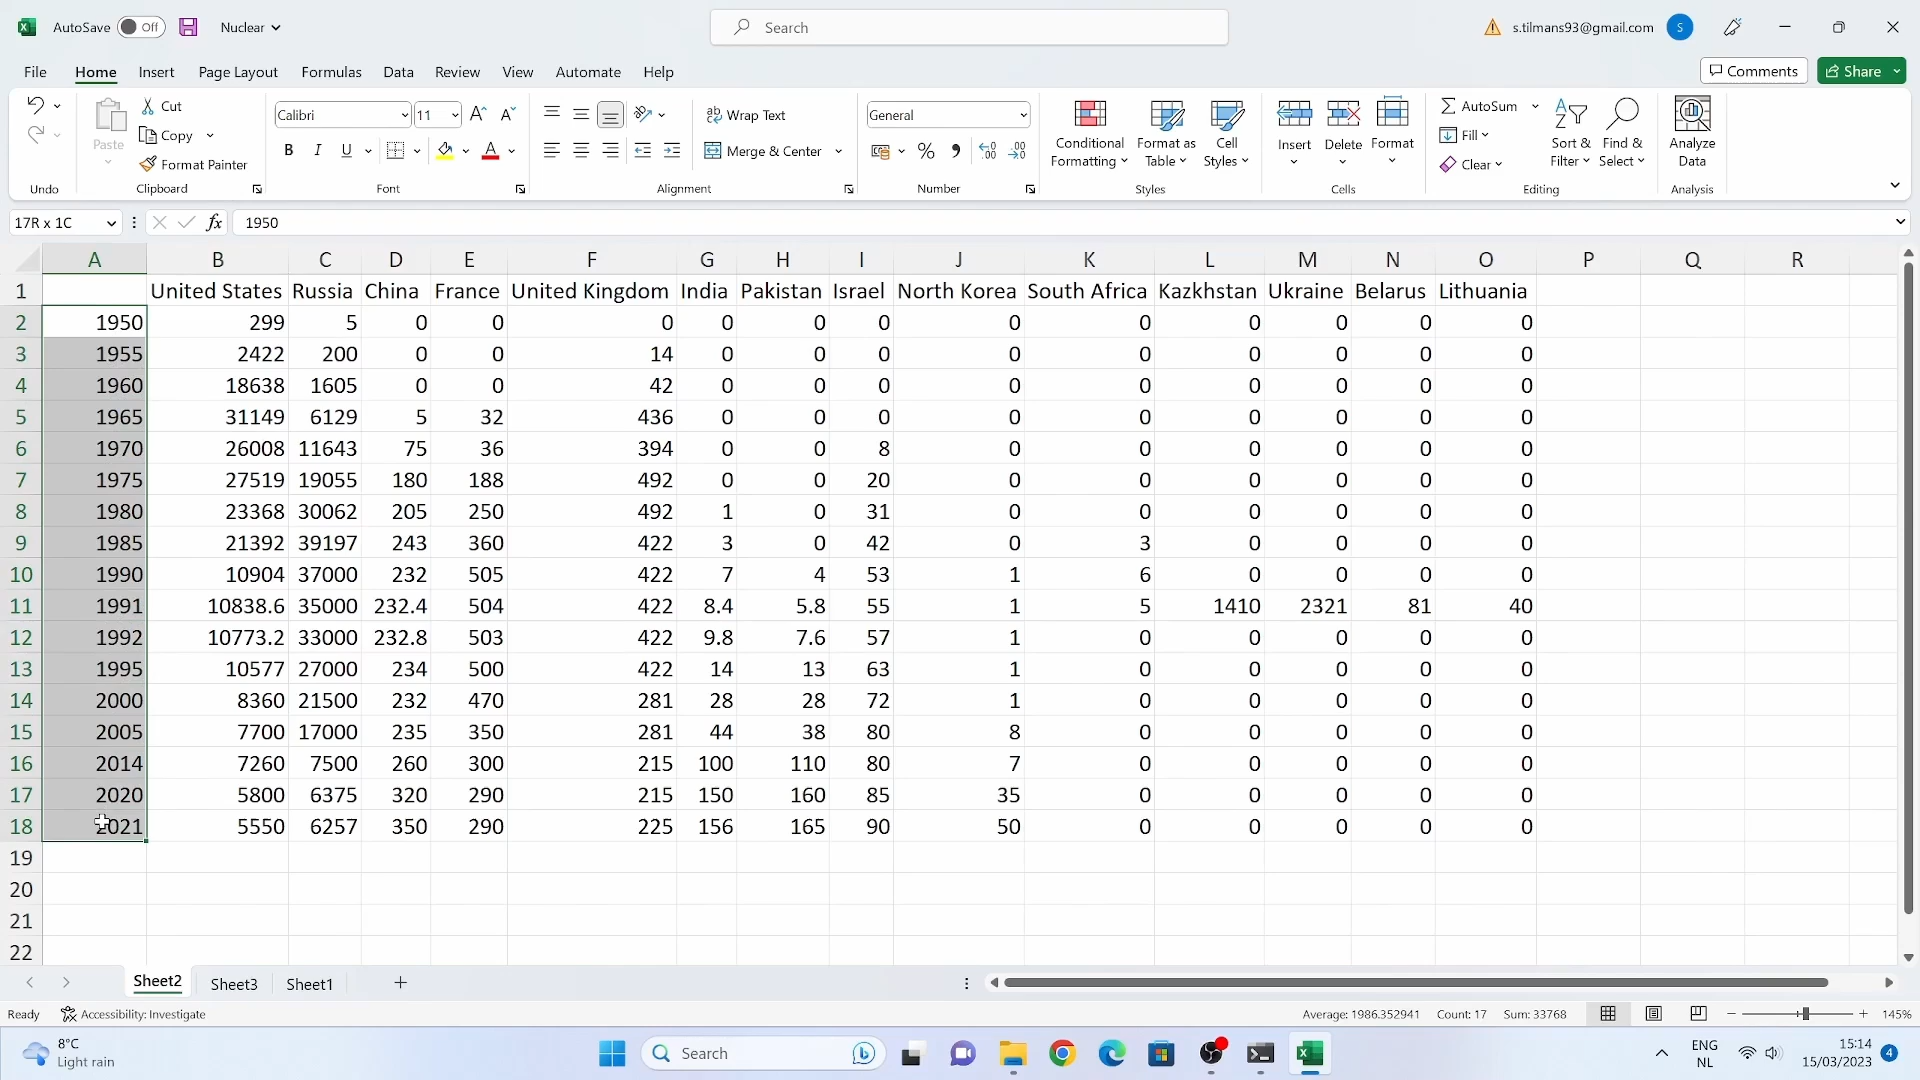 AutoSave Off Nuclear Search s.tilmans93@gmail.com S
File Home Insert Page Layout Formulas Data Review View Automate Help Comments Share
Paste Cut Copy Format Painter Calibri 11 Wrap Text Merge & Center General Conditional Formatting Format as Table Cell Styles Insert Delete Format AutoSum Fill Clear Sort & Filter Find & Select Analyze Data
Undo Clipboard Font Alignment Number Styles Cells Editing Analysis
17R x 1C fx 1950
A B C D E F G H I J K L M N O P Q R
1 United States Russia China France United Kingdom India Pakistan Israel North Korea South Africa Kazkhstan Ukraine Belarus Lithuania
2 1950 299 5 0 0 0 0 0 0 0 0 0 0 0 0
3 1955 2422 200 0 0 14 0 0 0 0 0 0 0 0 0
4 1960 18638 1605 0 0 42 0 0 0 0 0 0 0 0 0
5 1965 31149 6129 5 32 436 0 0 0 0 0 0 0 0 0
6 1970 26008 11643 75 36 394 0 0 8 0 0 0 0 0 0
7 1975 27519 19055 180 188 492 0 0 20 0 0 0 0 0 0
8 1980 23368 30062 205 250 492 1 0 31 0 0 0 0 0 0
9 1985 21392 39197 243 360 422 3 0 42 0 3 0 0 0 0
10 1990 10904 37000 232 505 422 7 4 53 1 6 0 0 0 0
11 1991 10838.6 35000 232.4 504 422 8.4 5.8 55 1 5 1410 2321 81 40
12 1992 10773.2 33000 232.8 503 422 9.8 7.6 57 1 0 0 0 0 0
13 1995 10577 27000 234 500 422 14 13 63 1 0 0 0 0 0
14 2000 8360 21500 232 470 281 28 28 72 1 0 0 0 0 0
15 2005 7700 17000 235 350 281 44 38 80 8 0 0 0 0 0
16 2014 7260 7500 260 300 215 100 110 80 7 0 0 0 0 0
17 2020 5800 6375 320 290 215 150 160 85 35 0 0 0 0 0
18 2021 5550 6257 350 290 225 156 165 90 50 0 0 0 0 0
19
20
21
22
Sheet2 Sheet3 Sheet1
Ready Accessibility: Investigate Average: 1986.352941 Count: 17 Sum: 33768 145%
8°C Search ENG 15:14
Light rain NL 15/03/2023 4